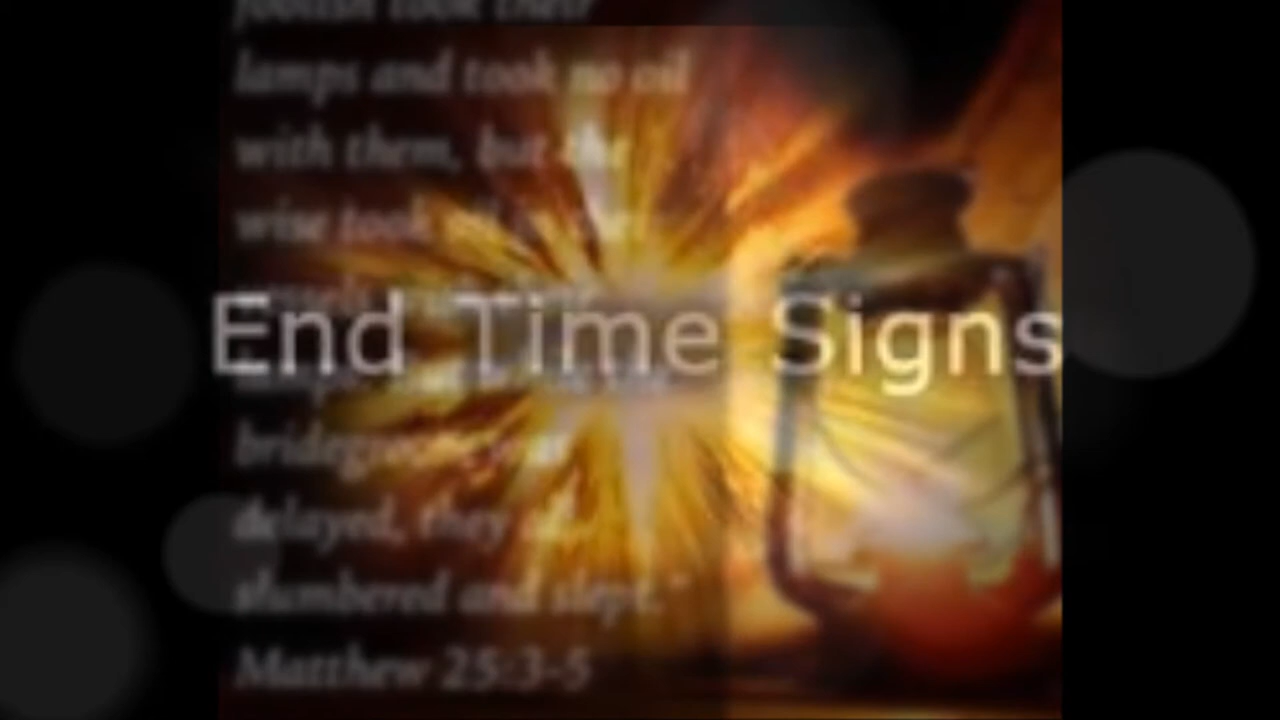 foolish took their
lamps and took no oil
with them, but the
wise took
End Time Signs
delayed, they
slumbered and slept."
Matthew 25:3-5